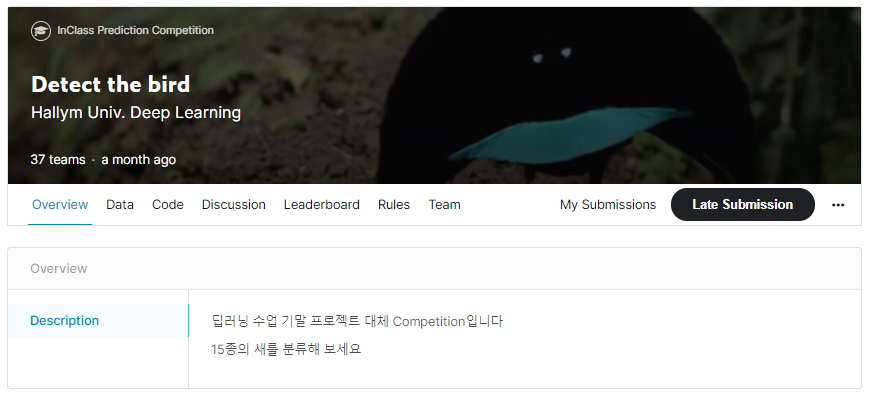 InClass Prediction Competition
Detect the bird
Hallym Univ. Deep Learning
37 teams · a month ago
Overview Data Code Discussion Leaderboard Rules Team My Submissions Late Submission ···
Overview
Description
딥러닝 수업 기말 프로젝트 대체 Competition입니다
15종의 새를 분류해 보세요